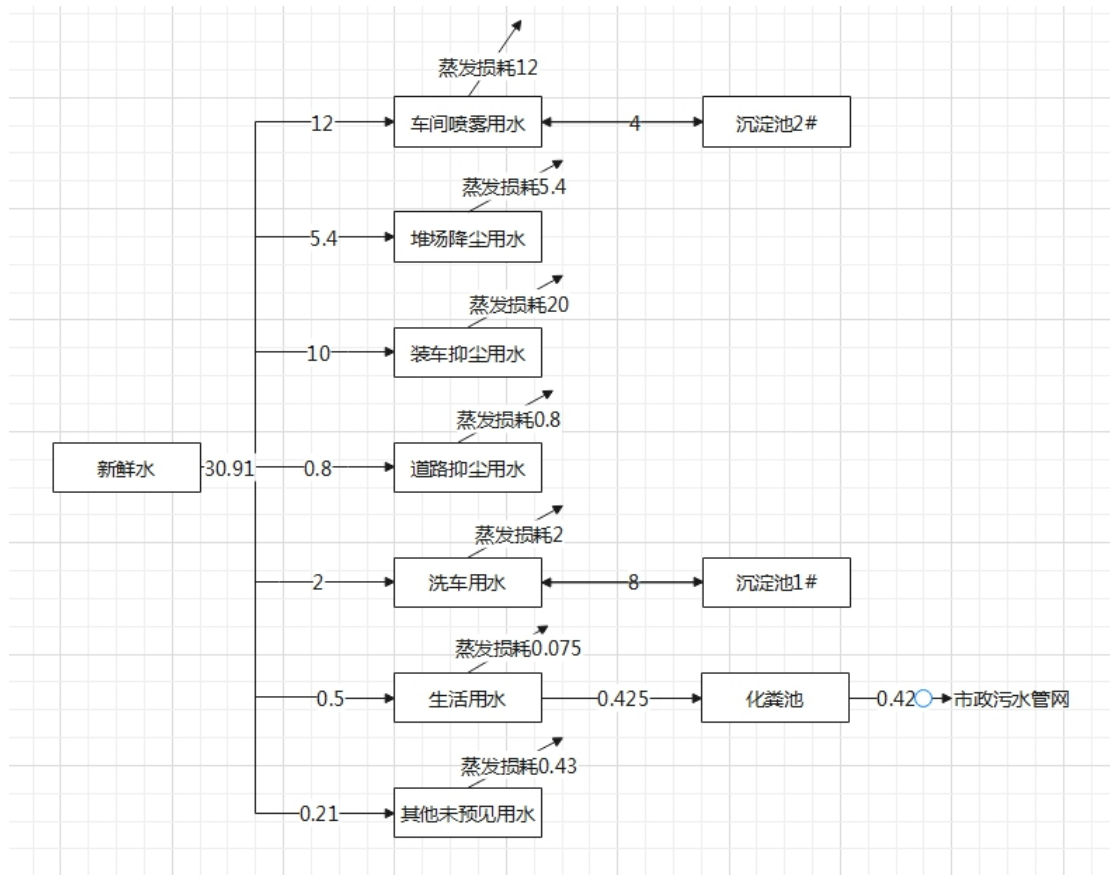 蒸发损耗12
12
车间喷雾用水
4
沉淀池2#
蒸发损耗5.4
5.4
堆场降尘用水
蒸发损耗20
10
装车抑尘用水
蒸发损耗0.8
新鲜水
30.91
0.8
道路抑尘用水
蒸发损耗2
2
洗车用水
8
沉淀池1#
蒸发损耗0.075
0.5
生活用水
0.425
化粪池
0.42
市政污水管网
蒸发损耗0.43
0.21
其他未预见用水